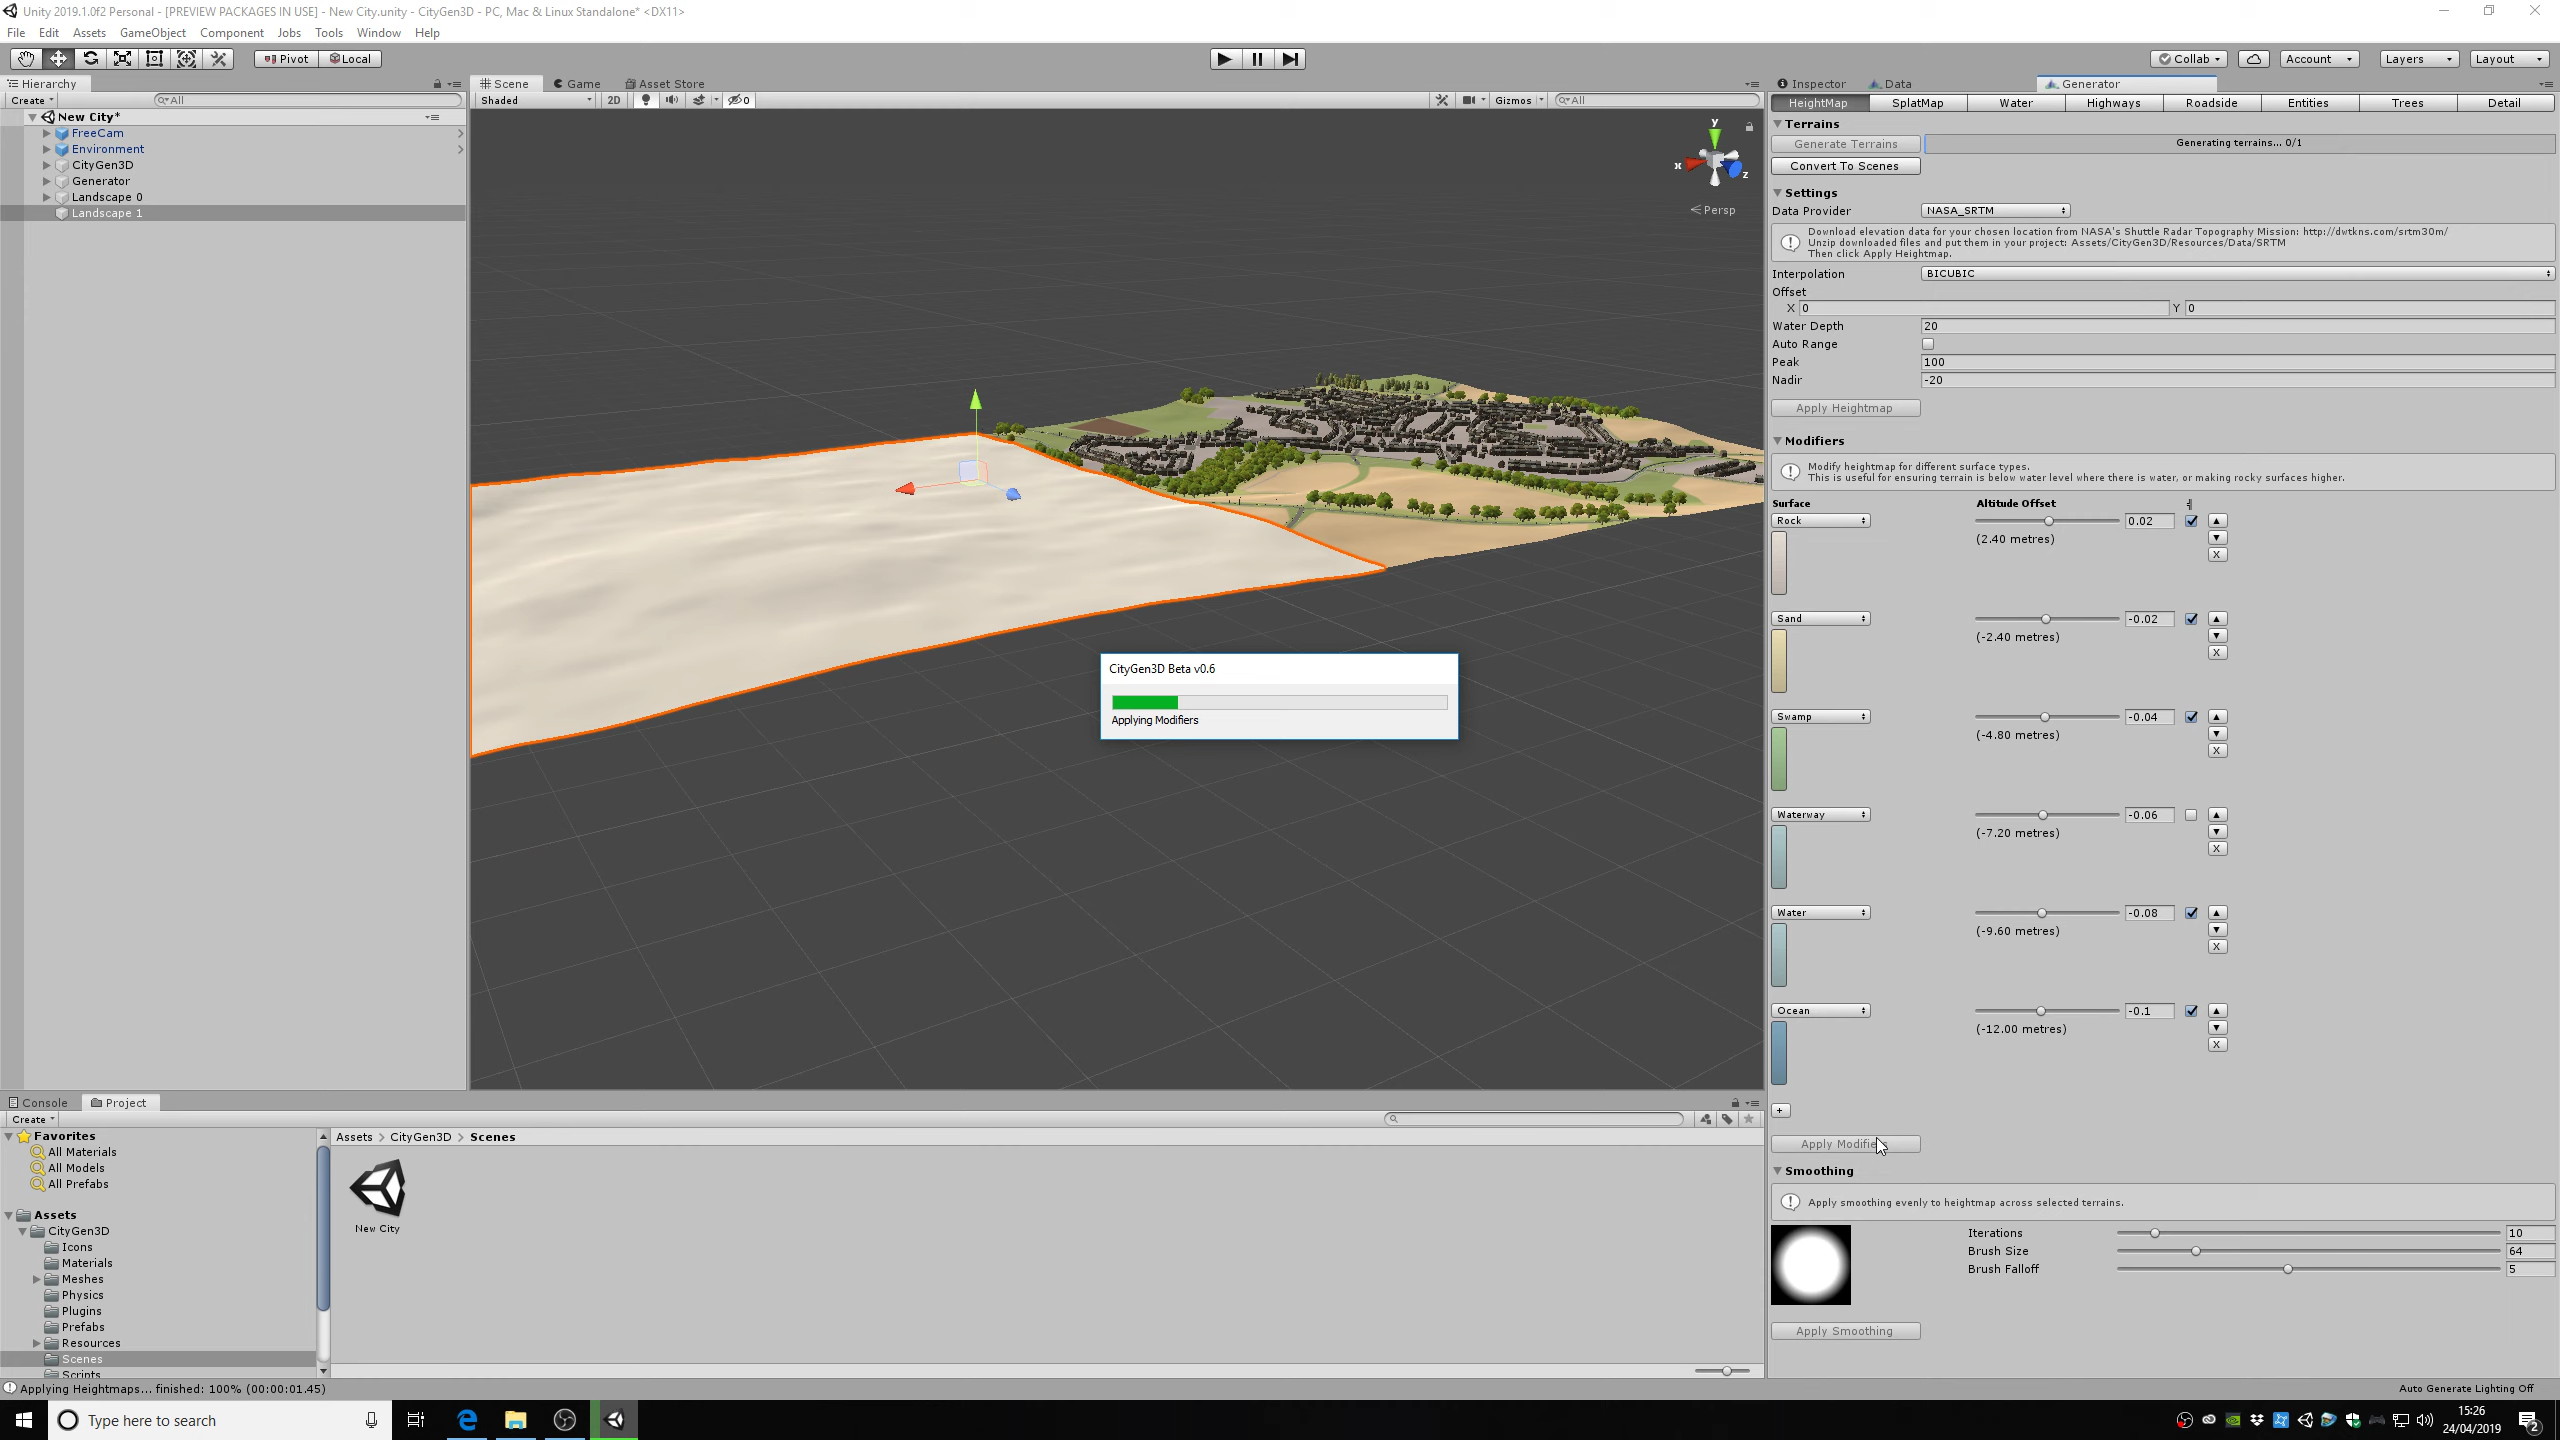 Unity 2019.1.0f2 Personal - [PREVIEW PACKAGES IN USE] - New City.unity - CityGen3D - PC, Mac & Linux Standalone* <DX11>
File Edit Assets GameObject Component Jobs Tools Window Help
Pivot Local Collab Account Layers Layout
Hierarchy
Create All
New City*
FreeCam
Environment
CityGen3D
Generator
Landscape 0
Landscape 1
Scene Game Asset Store
Shaded 2D 0 Gizmos All
y
x
z
Persp
CityGen3D Beta v0.6
Applying Modifiers
Inspector Data Generator
HeightMap SplatMap Water Highways Roadside Entities Trees Detail
Terrains
Generate Terrains Generating terrains... 0/1
Convert To Scenes
Settings
Data Provider NASA_SRTM
Download elevation data for your chosen location from NASA's Shuttle Radar Topography Mission: http://dwtkns.com/srtm30m/
Unzip downloaded files and put them in your project: Assets/CityGen3D/Resources/Data/SRTM
Then click Apply Heightmap.
Interpolation BICUBIC
Offset
X 0 Y 0
Water Depth 20
Auto Range
Peak 100
Nadir -20
Apply Heightmap
Modifiers
Modify heightmap for different surface types.
This is useful for ensuring terrain is below water level where there is water, or making rocky surfaces higher.
Surface Altitude Offset
Rock 0.02
(2.40 metres)
X
Sand -0.02
(-2.40 metres)
X
Swamp -0.04
(-4.80 metres)
X
Waterway -0.06
(-7.20 metres)
X
Water -0.08
(-9.60 metres)
X
Ocean -0.1
(-12.00 metres)
X
+
Apply Modifiers
Smoothing
Apply smoothing evenly to heightmap across selected terrains.
Iterations 10
Brush Size 64
Brush Falloff 5
Apply Smoothing
Console Project
Create
Favorites
All Materials
All Models
All Prefabs
Assets
CityGen3D
Icons
Materials
Meshes
Physics
Plugins
Prefabs
Resources
Scenes
Scripts
Assets > CityGen3D > Scenes
New City
Applying Heightmaps... finished: 100% (00:00:01.45)
Auto Generate Lighting Off
Type here to search
15:26
24/04/2019
2